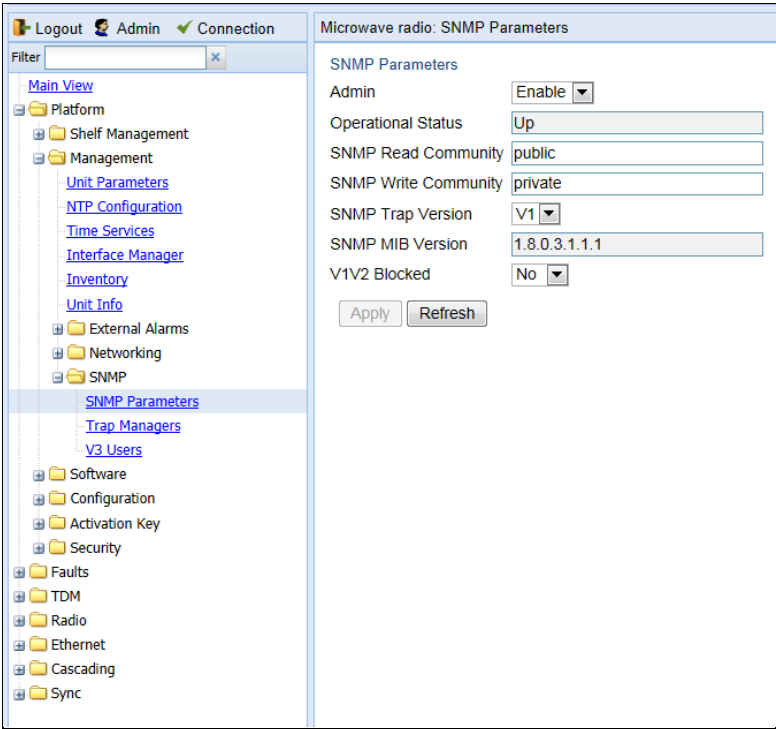 Logout Admin Connection
Filter
Main View
Platform
Shelf Management
Management
Unit Parameters
NTP Configuration
Time Services
Interface Manager
Inventory
Unit Info
External Alarms
Networking
SNMP
SNMP Parameters
Trap Managers
V3 Users
Software
Configuration
Activation Key
Security
Faults
TDM
Radio
Ethernet
Cascading
Sync
Microwave radio: SNMP Parameters
SNMP Parameters
Admin Enable
Operational Status Up
SNMP Read Community public
SNMP Write Community private
SNMP Trap Version V1
SNMP MIB Version 1.8.0.3.1.1.1
V1V2 Blocked No
Apply Refresh